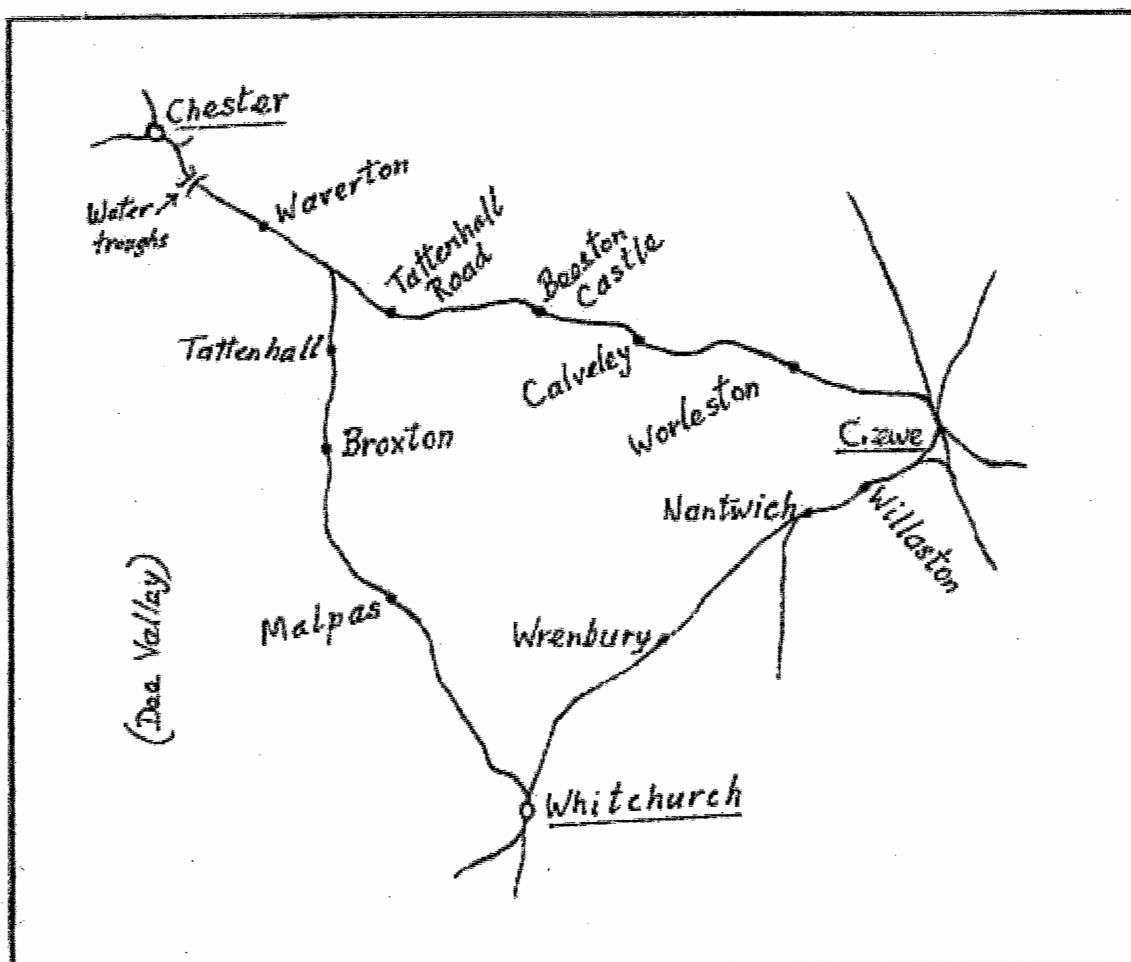 Chester
Water
troughs
Waverton
Tattenhall
Road
Beeston
Castle
Tattenhall
Calveley
Worleston
Broxton
Crewe
Nantwich
Willaston
(Dee Valley)
Malpas
Wrenbury
Whitchurch